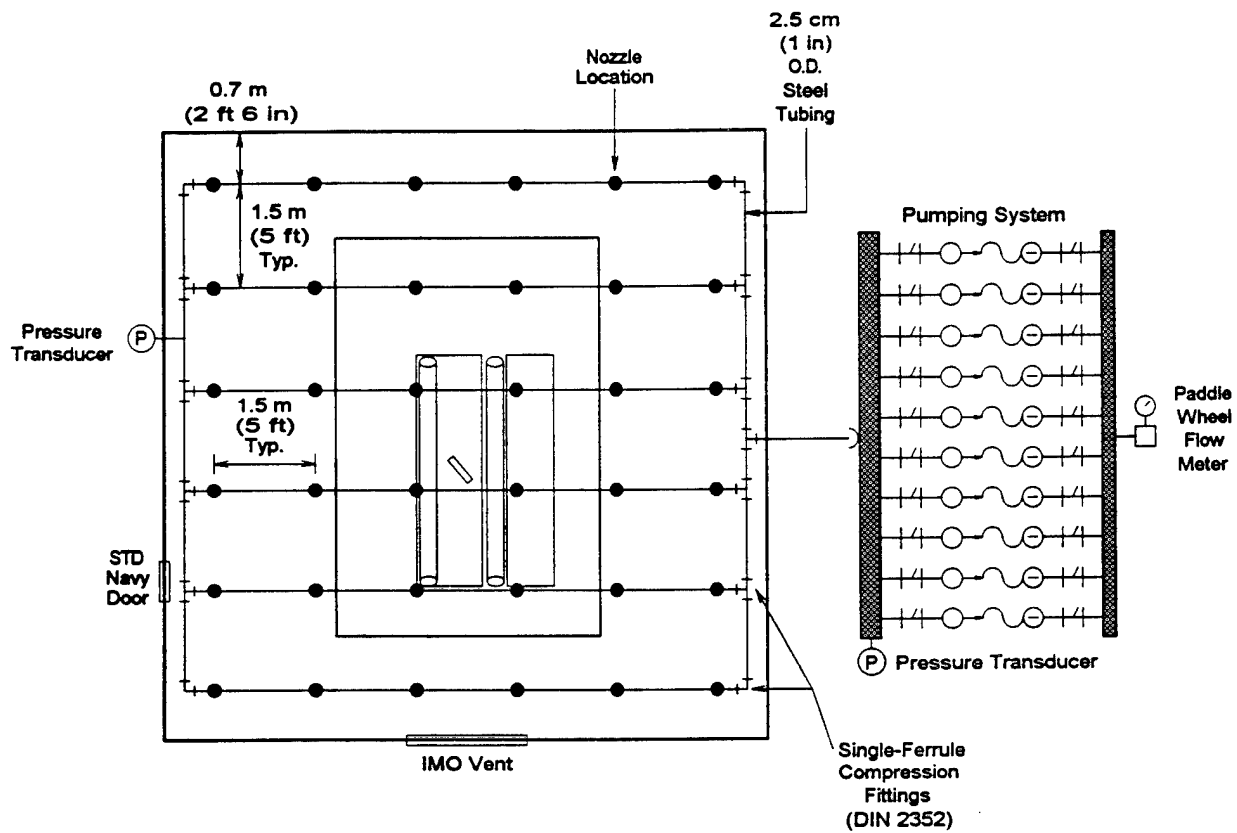 2.5 cm
(1 in)
O.D.
Steel
Tubing
Nozzle
Location
0.7 m
(2 ft 6 in)
1.5 m
(5 ft)
Typ.
Pumping System
Pressure
Transducer
P
1.5 m
(5 ft)
Typ.
Paddle
Wheel
Flow
Meter
STD
Navy
Door
P
Pressure Transducer
IMO Vent
Single-Ferrule
Compression
Fittings
(DIN 2352)